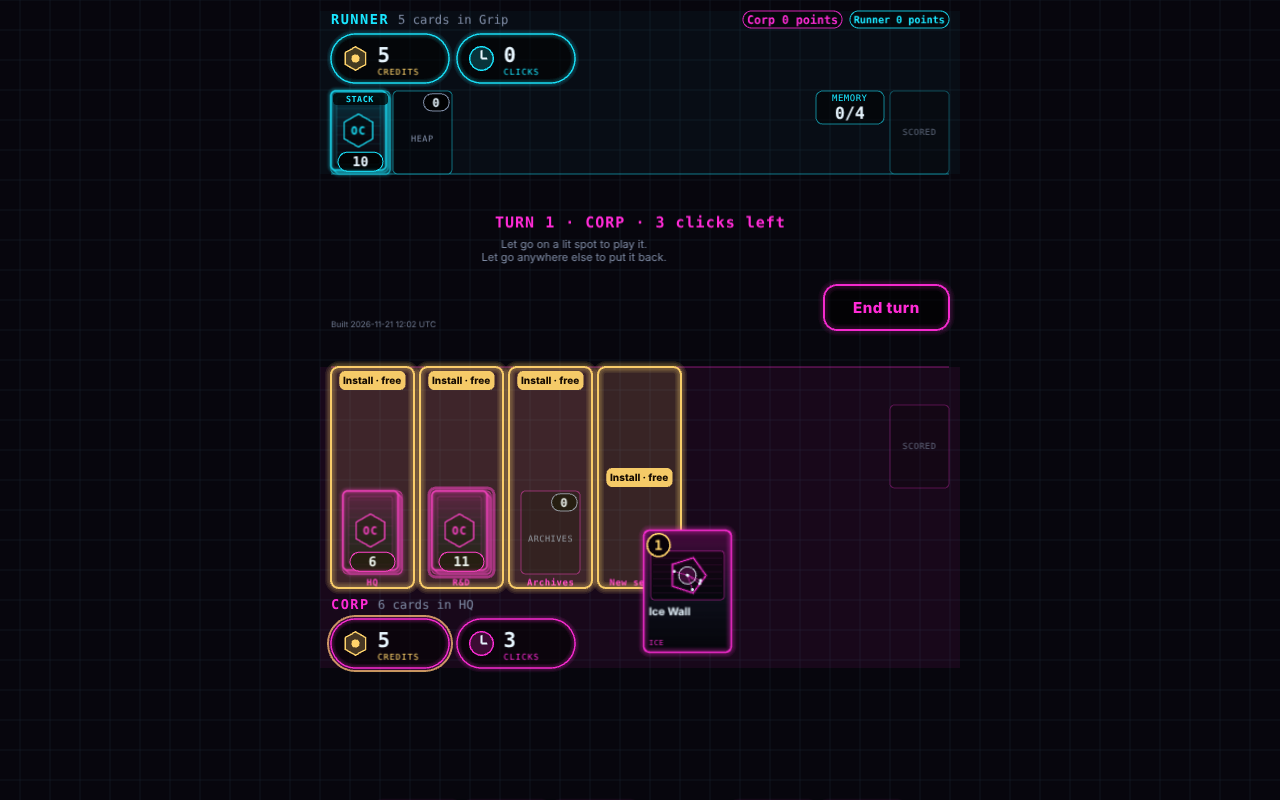 RUNNER 5 cards in Grip
Corp 0 points
Runner 0 points
5 CREDITS
0 CLICKS
STACK
OC
10
0
HEAP
MEMORY
0/4
SCORED
TURN 1 · CORP · 3 clicks left
Let go on a lit spot to play it.
Let go anywhere else to put it back.
End turn
Built 2026-11-21 12:02 UTC
Install · free
Install · free
Install · free
Install · free
SCORED
OC
6
HQ
OC
11
R&D
0
ARCHIVES
Archives
New se
1
Ice Wall
ICE
CORP 6 cards in HQ
5 CREDITS
3 CLICKS